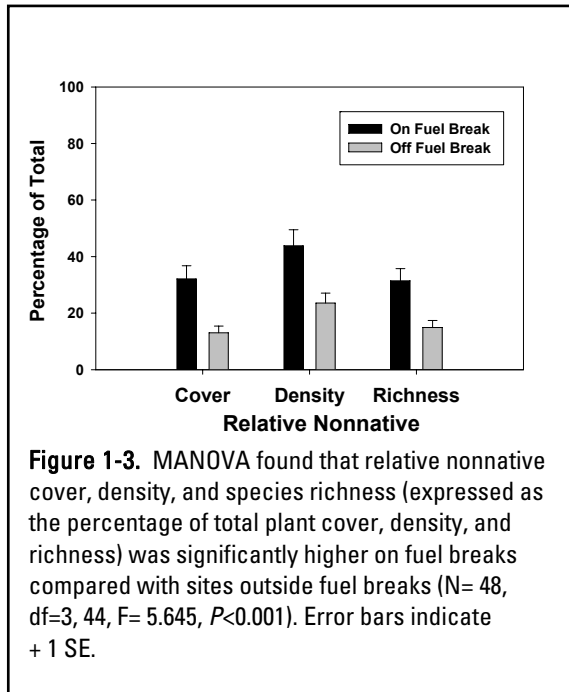 100
80
60
40
20
0
Percentage of Total
On Fuel Break
Off Fuel Break
Cover Density Richness
Relative Nonnative
Figure 1-3. MANOVA found that relative nonnative
cover, density, and species richness (expressed as
the percentage of total plant cover, density, and
richness) was significantly higher on fuel breaks
compared with sites outside fuel breaks (N= 48,
df=3, 44, F= 5.645, P<0.001). Error bars indicate
+ 1 SE.